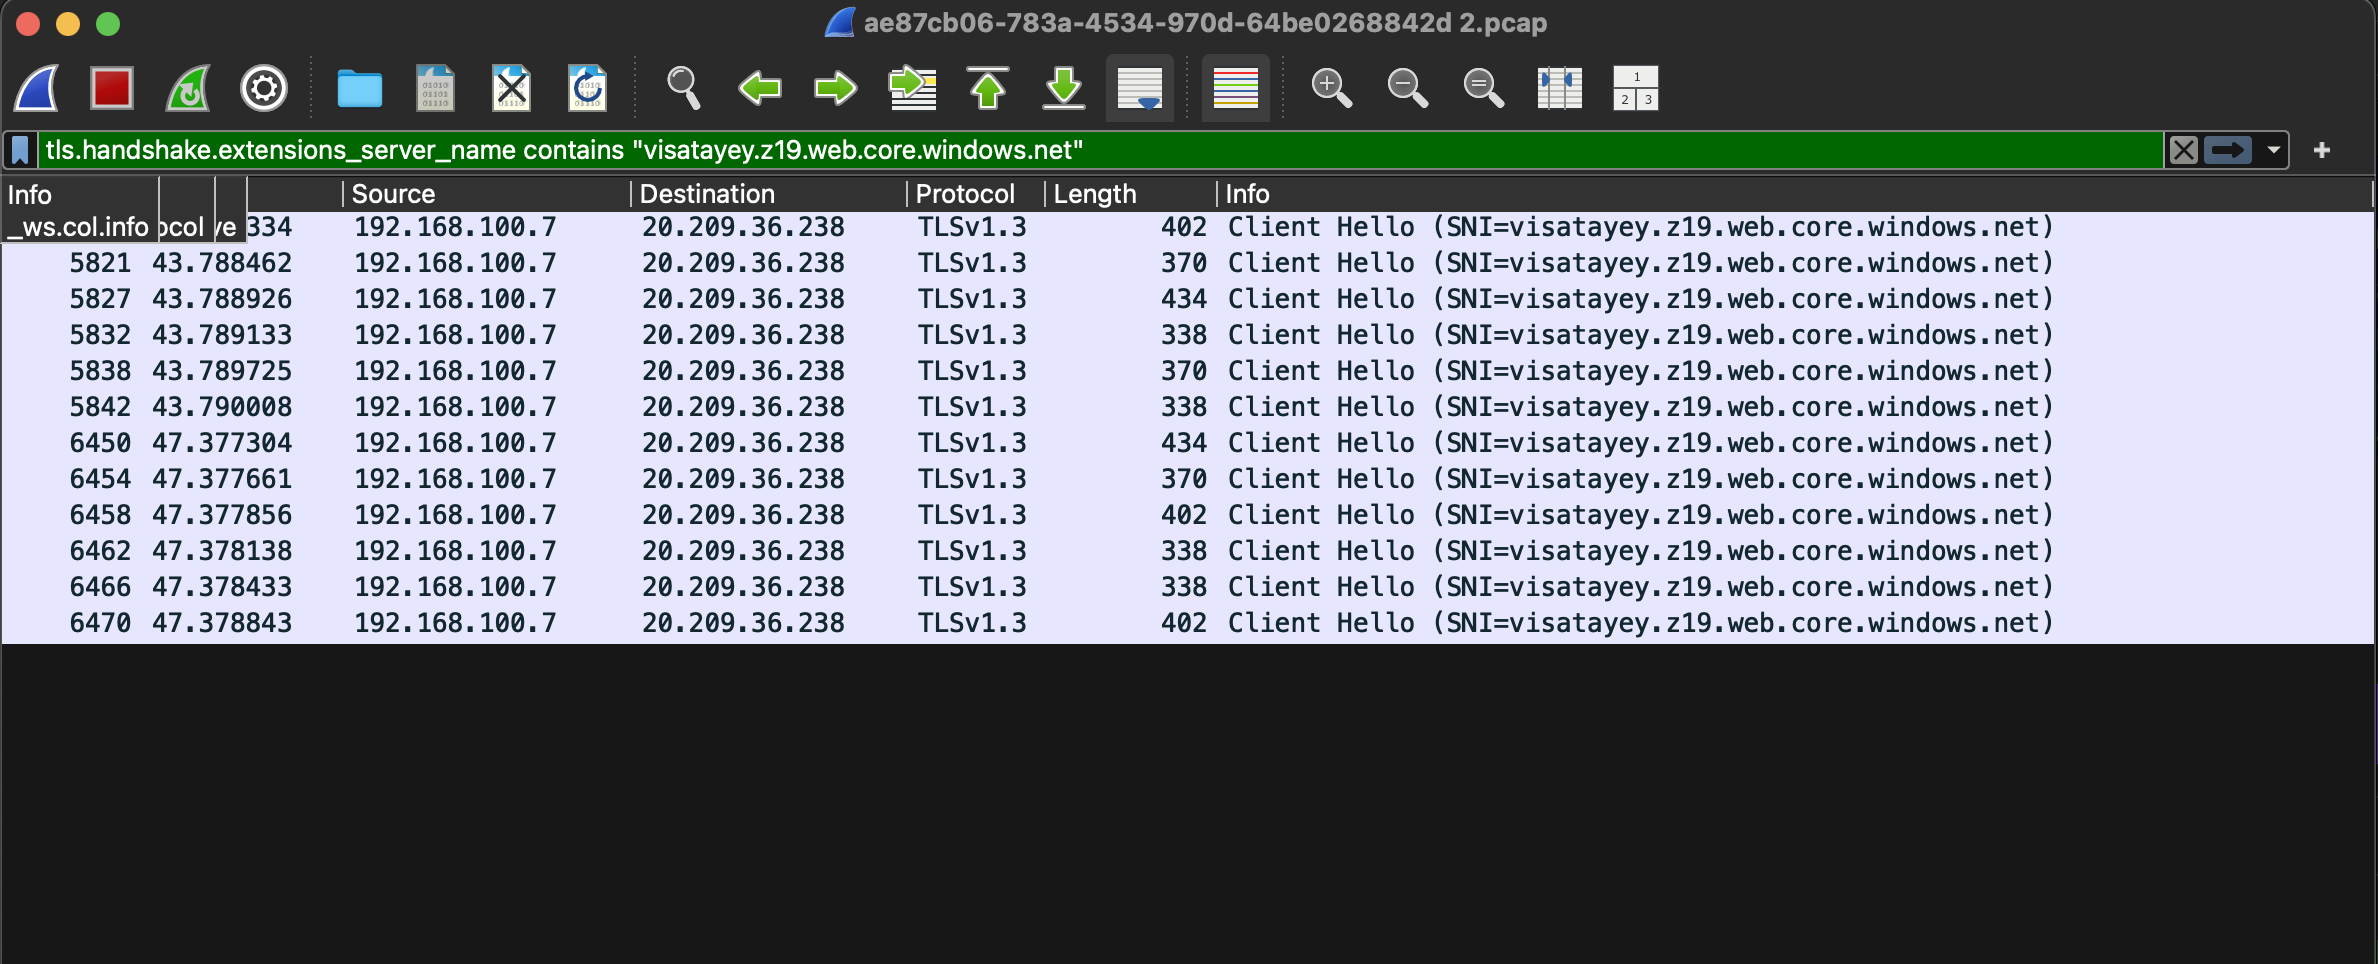 ae87cb06-783a-4534-970d-64be0268842d 2.pcap
tls.handshake.extensions_server_name contains "visatayey.z19.web.core.windows.net"
Info Source Destination Protocol Length Info
_ws.col.info ocol ve 334 192.168.100.7 20.209.36.238 TLSv1.3 402 Client Hello (SNI=visatayey.z19.web.core.windows.net)
5821 43.788462 192.168.100.7 20.209.36.238 TLSv1.3 370 Client Hello (SNI=visatayey.z19.web.core.windows.net)
5827 43.788926 192.168.100.7 20.209.36.238 TLSv1.3 434 Client Hello (SNI=visatayey.z19.web.core.windows.net)
5832 43.789133 192.168.100.7 20.209.36.238 TLSv1.3 338 Client Hello (SNI=visatayey.z19.web.core.windows.net)
5838 43.789725 192.168.100.7 20.209.36.238 TLSv1.3 370 Client Hello (SNI=visatayey.z19.web.core.windows.net)
5842 43.790008 192.168.100.7 20.209.36.238 TLSv1.3 338 Client Hello (SNI=visatayey.z19.web.core.windows.net)
6450 47.377304 192.168.100.7 20.209.36.238 TLSv1.3 434 Client Hello (SNI=visatayey.z19.web.core.windows.net)
6454 47.377661 192.168.100.7 20.209.36.238 TLSv1.3 370 Client Hello (SNI=visatayey.z19.web.core.windows.net)
6458 47.377856 192.168.100.7 20.209.36.238 TLSv1.3 402 Client Hello (SNI=visatayey.z19.web.core.windows.net)
6462 47.378138 192.168.100.7 20.209.36.238 TLSv1.3 338 Client Hello (SNI=visatayey.z19.web.core.windows.net)
6466 47.378433 192.168.100.7 20.209.36.238 TLSv1.3 338 Client Hello (SNI=visatayey.z19.web.core.windows.net)
6470 47.378843 192.168.100.7 20.209.36.238 TLSv1.3 402 Client Hello (SNI=visatayey.z19.web.core.windows.net)